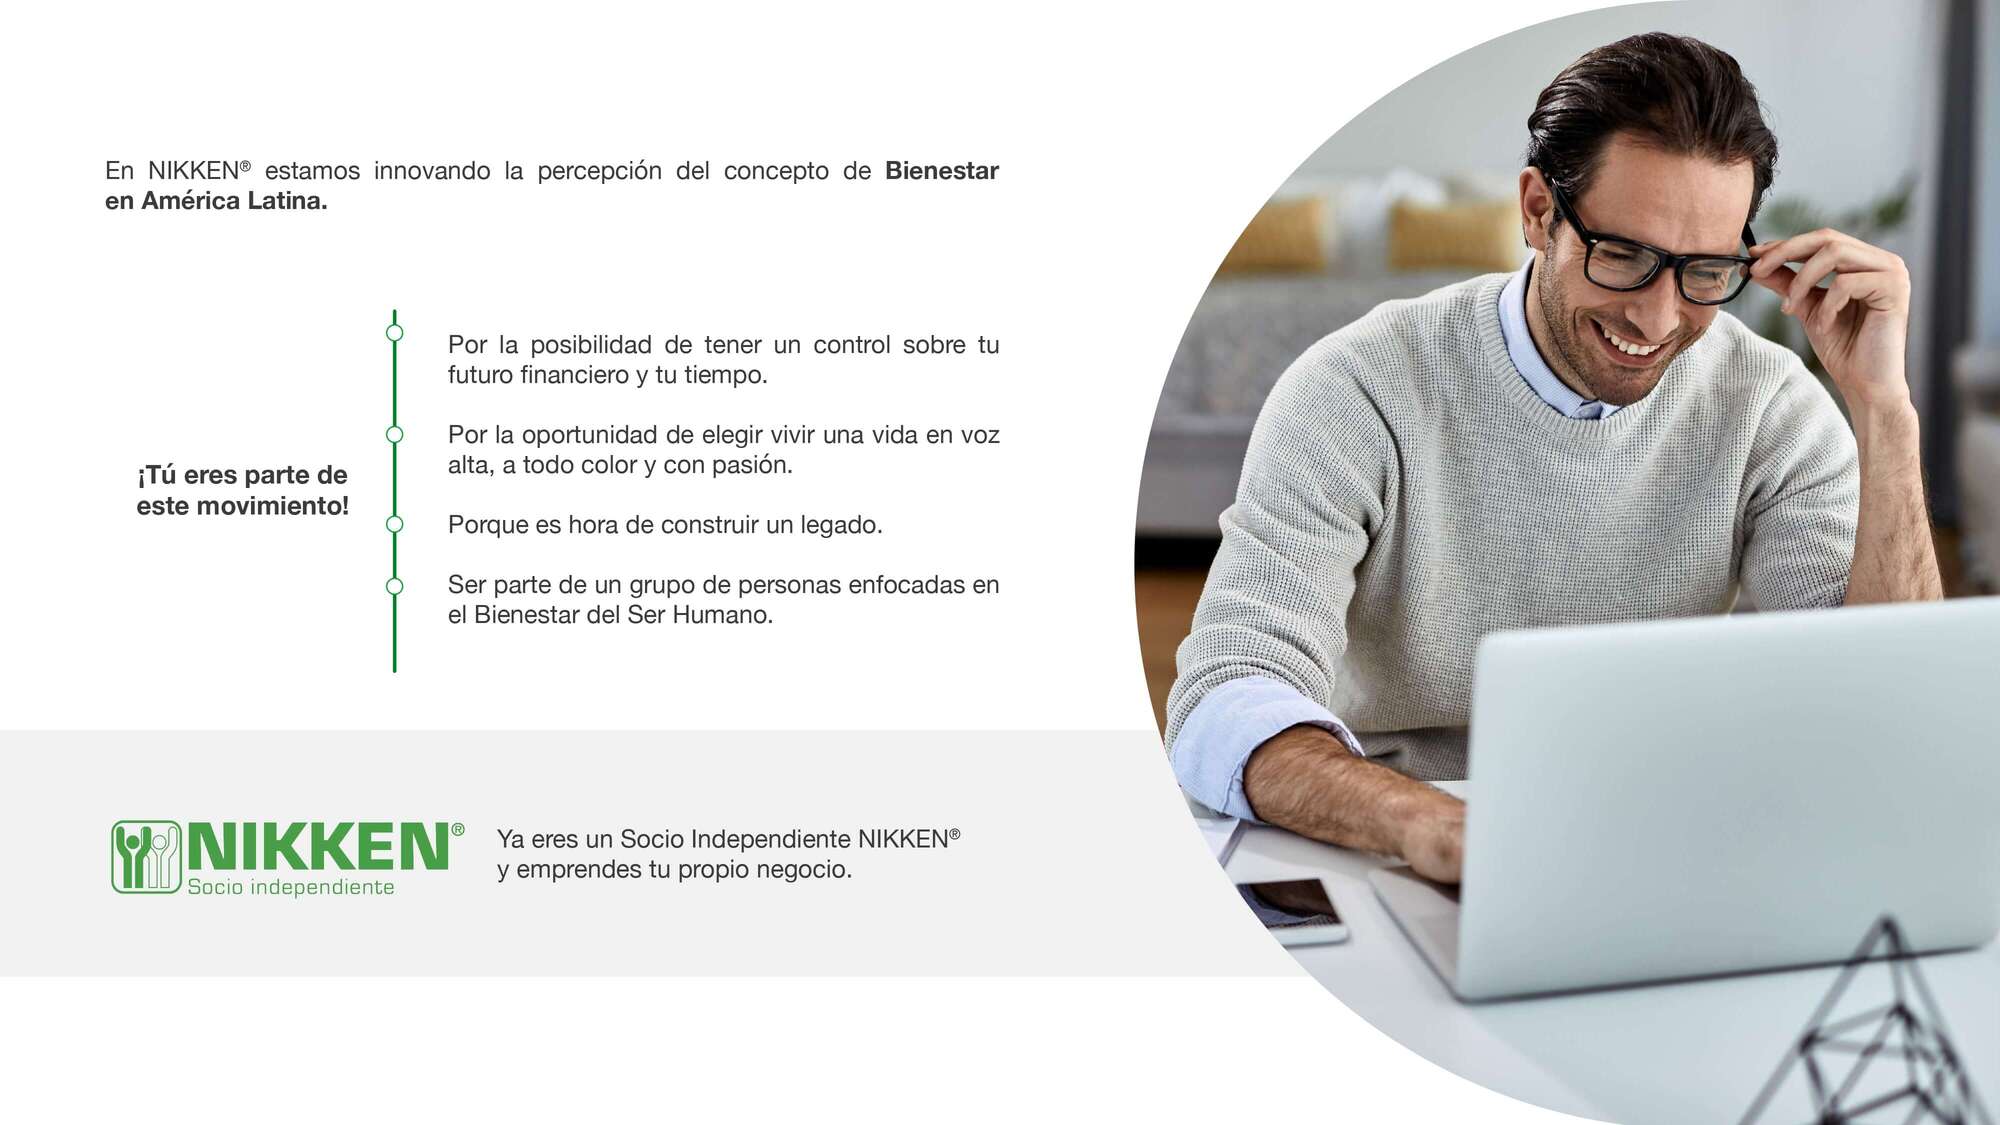 En NIKKEN® estamos innovando la percepción del concepto de Bienestar
en América Latina.
¡Tú eres parte de
este movimiento!
Por la posibilidad de tener un control sobre tu
futuro financiero y tu tiempo.
Por la oportunidad de elegir vivir una vida en voz
alta, a todo color y con pasión.
Porque es hora de construir un legado.
Ser parte de un grupo de personas enfocadas en
el Bienestar del Ser Humano.
NIKKEN®
Socio independiente
Ya eres un Socio Independiente NIKKEN®
y emprendes tu propio negocio.